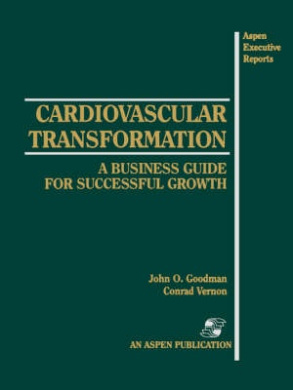 Aspen
Executive
Reports
CARDIOVASCULAR
TRANSFORMATION
A BUSINESS GUIDE
FOR SUCCESSFUL GROWTH
John O. Goodman
Conrad Vernon
AN ASPEN PUBLICATION